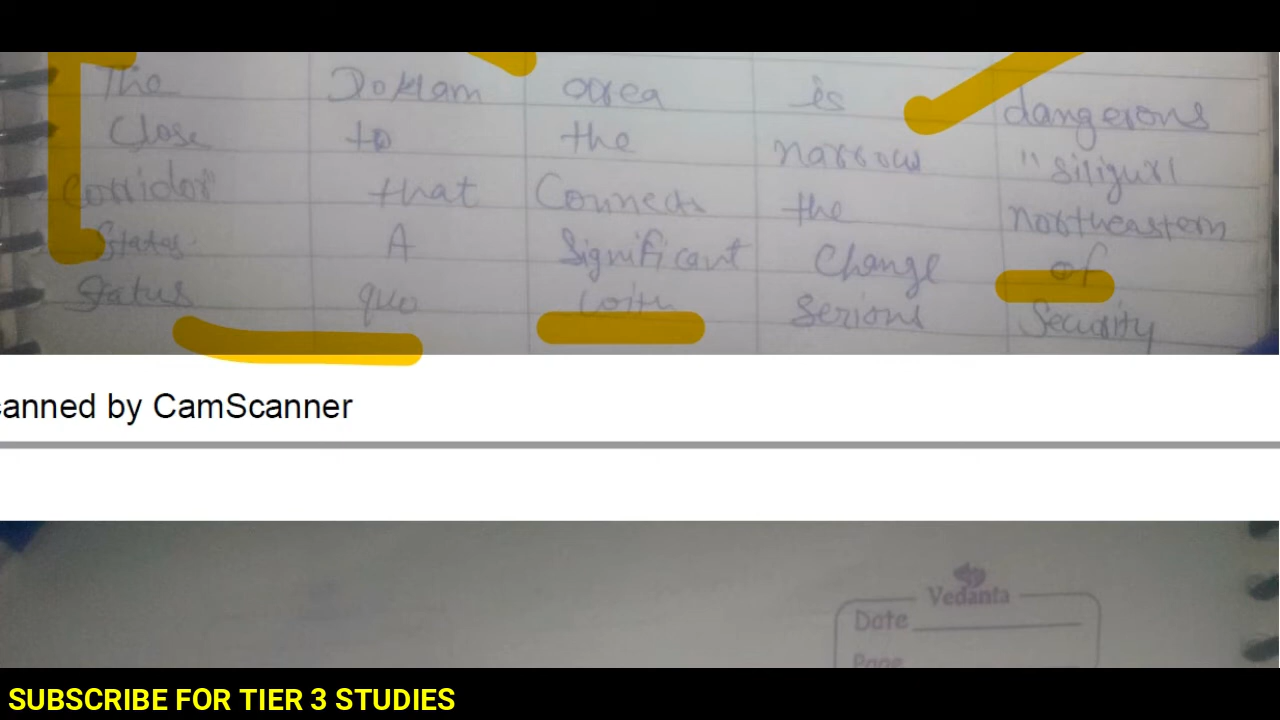 The Doklam area is dangerous
Close to the narrow "siliguri
Corridor" that Connects the northeastern
States. A Significant Change of
Status quo with Serious Security
canned by CamScanner
Vedanta
Date
Page
SUBSCRIBE FOR TIER 3 STUDIES